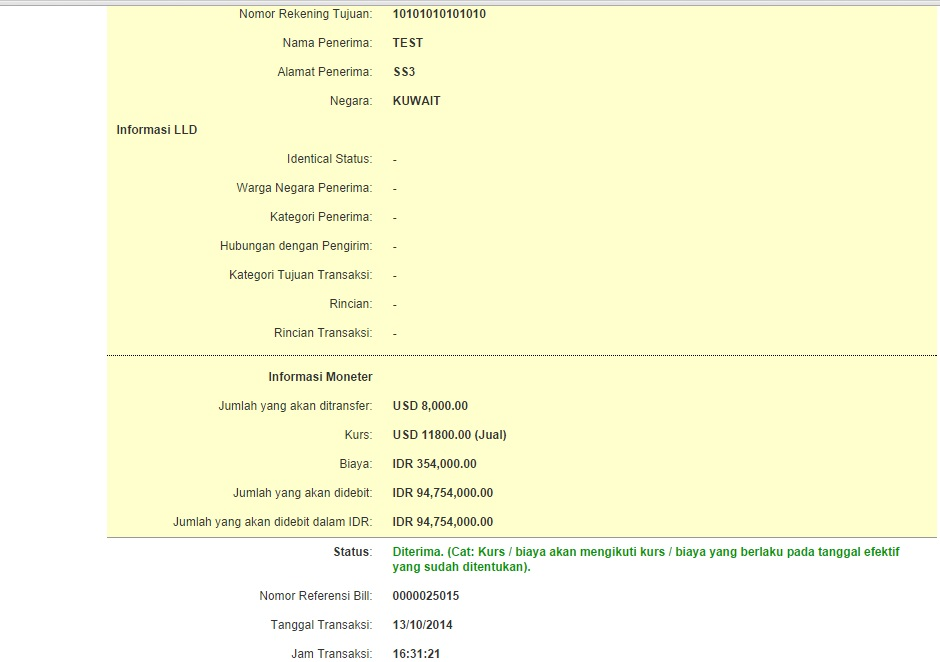 Nomor Rekening Tujuan: 10101010101010
Nama Penerima: TEST
Alamat Penerima: SS3
Negara: KUWAIT
Informasi LLD
Identical Status: -
Warga Negara Penerima: -
Kategori Penerima: -
Hubungan dengan Pengirim: -
Kategori Tujuan Transaksi: -
Rincian: -
Rincian Transaksi: -
Informasi Moneter
Jumlah yang akan ditransfer: USD 8,000.00
Kurs: USD 11800.00 (Jual)
Biaya: IDR 354,000.00
Jumlah yang akan didebit: IDR 94,754,000.00
Jumlah yang akan didebit dalam IDR: IDR 94,754,000.00
Status: Diterima. (Cat: Kurs / biaya akan mengikuti kurs / biaya yang berlaku pada tanggal efektif
yang sudah ditentukan).
Nomor Referensi Bill: 0000025015
Tanggal Transaksi: 13/10/2014
Jam Transaksi: 16:31:21